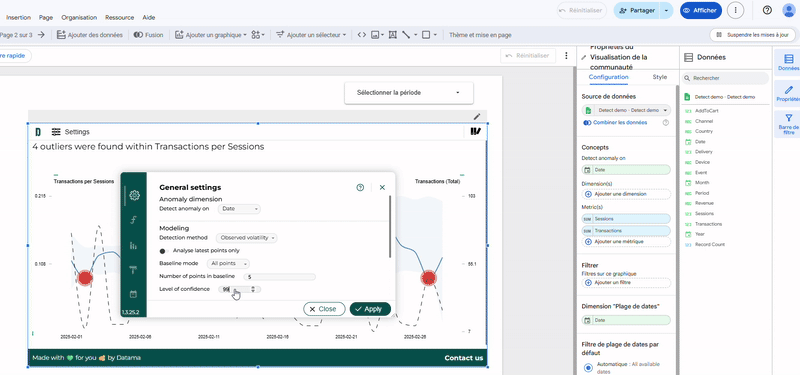 Réinitialiser
Partager
Afficher
Insertion Page Organisation Ressource Aide
Page 2 sur 3
Ajouter des données
Fusion
Ajouter un graphique
Ajouter un sélecteur
Thème et mise en page
Suspendre les mises à jour
re rapide
Réinitialiser
Sélectionner la période
Settings
4 outliers were found within Transactions per Sessions
Transactions per Sessions
Transactions (Total)
0.215
103
0.108
55.1
7
2025-02-01 2025-02-06 2025-02-11 2025-02-16 2025-02-21 2025-02-26
General settings
Anomaly dimension
Detect anomaly on Date
Modeling
Detection method Observed volatility
Analyse latest points only
Baseline mode All points
Number of points in baseline 5
Level of confidence 99
1.3.25.2
Close
Apply
Made with for you by Datama
Contact us
Propriétés du
Visualisation de la
communauté
Configuration Style
Source de données
Detect demo - Detect demo
Combiner les données
Concepts
Detect anomaly on
Date
Dimension(s)
Ajouter une dimension
Metric(s)
SUM Sessions
SUM Transactions
Ajouter une métrique
Filtrer
Filtres sur ce graphique
Ajouter un filtre
Dimension "Plage de dates"
Date
Filtre de plage de dates par
défaut
Automatique : All available
dates
Données
Rechercher
Detect demo - Detect demo
AddToCart
Channel
Country
Date
Delivery
Device
Event
Month
Period
Revenue
Sessions
Transactions
Year
Record Count
Données
Propriétés
Barre de
filtre